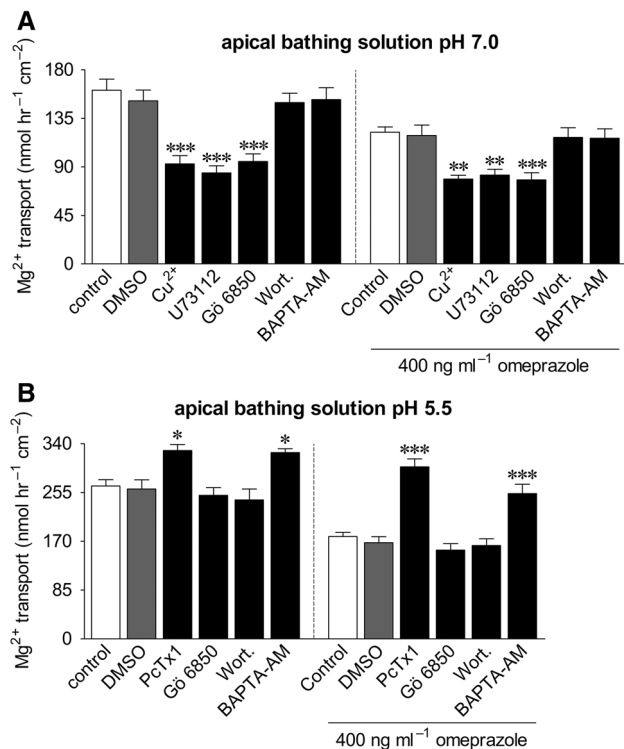 A
apical bathing solution pH 7.0
Mg²⁺ transport (nmol hr⁻¹ cm⁻²)
180
135
90
45
0
*** *** *** ** ** ***
control DMSO Cu²⁺ U73112 Gö 6850 Wort. BAPTA-AM Control DMSO Cu²⁺ U73112 Gö 6850 Wort. BAPTA-AM
400 ng ml⁻¹ omeprazole
B
apical bathing solution pH 5.5
Mg²⁺ transport (nmol hr⁻¹ cm⁻²)
340
255
170
85
0
* * *** ***
control DMSO PcTx1 Gö 6850 Wort. BAPTA-AM Control DMSO PcTx1 Gö 6850 Wort. BAPTA-AM
400 ng ml⁻¹ omeprazole